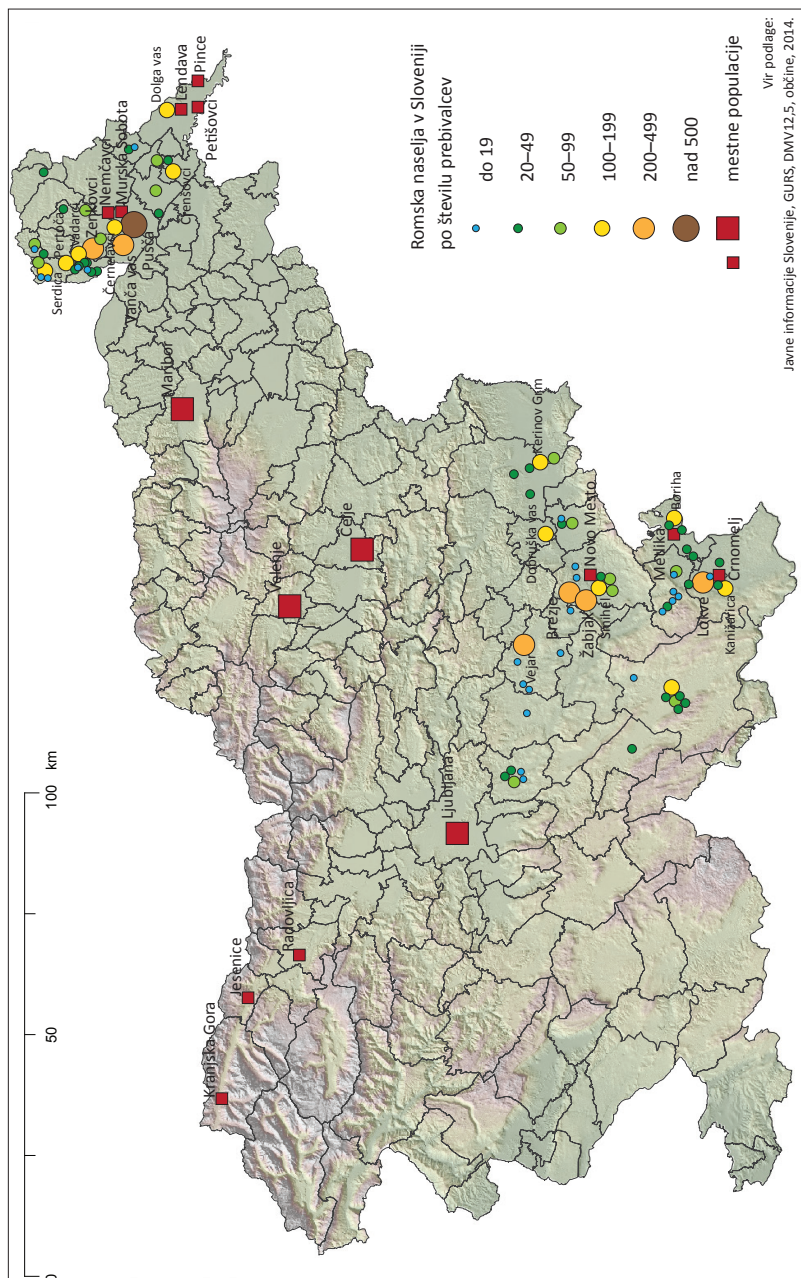 0
50
100
km
Kranjska Gora
Jesenice
Radovljica
Ljubljana
Velenje
Celje
Maribor
Serdica
Pertoča
Vadarci
Zenkovci
Nemčavci
Murska Sobota
Vanča vas
Pušča
Črensovci
Dolga vas
Lendava
Pince
Petišovci
Kerinov Grm
Dobruška vas
Vejar
Brezje
Žabjak
Novo Mesto
Šmihel
Metlika
Boriha
Lokve
Kanižarica
Črnomelj
Romska naselja v Sloveniji
po številu prebivalcev
do 19
20–49
50–99
100–199
200–499
nad 500
mestne populacije
Vir podlage:
Javne informacije Slovenije, GURS, DMV12,5, občine, 2014.